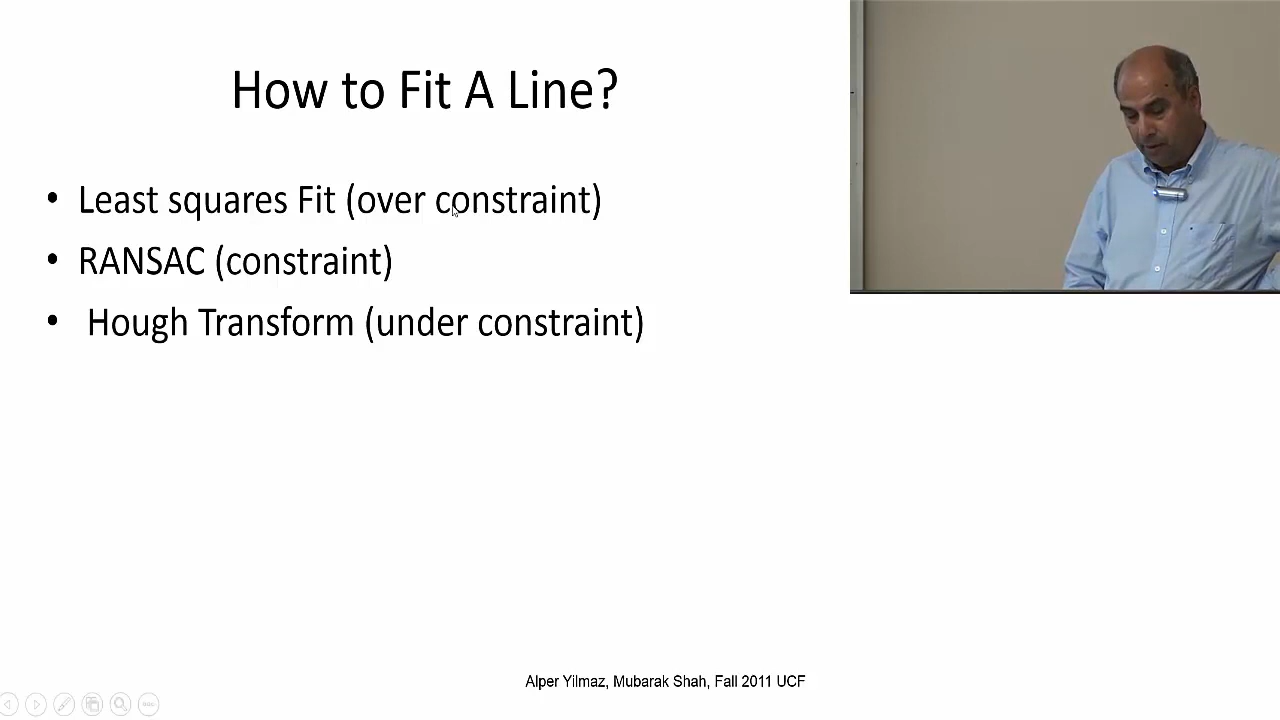 How to Fit A Line?
• Least squares Fit (over constraint)
• RANSAC (constraint)
• Hough Transform (under constraint)
Alper Yilmaz, Mubarak Shah, Fall 2011 UCF